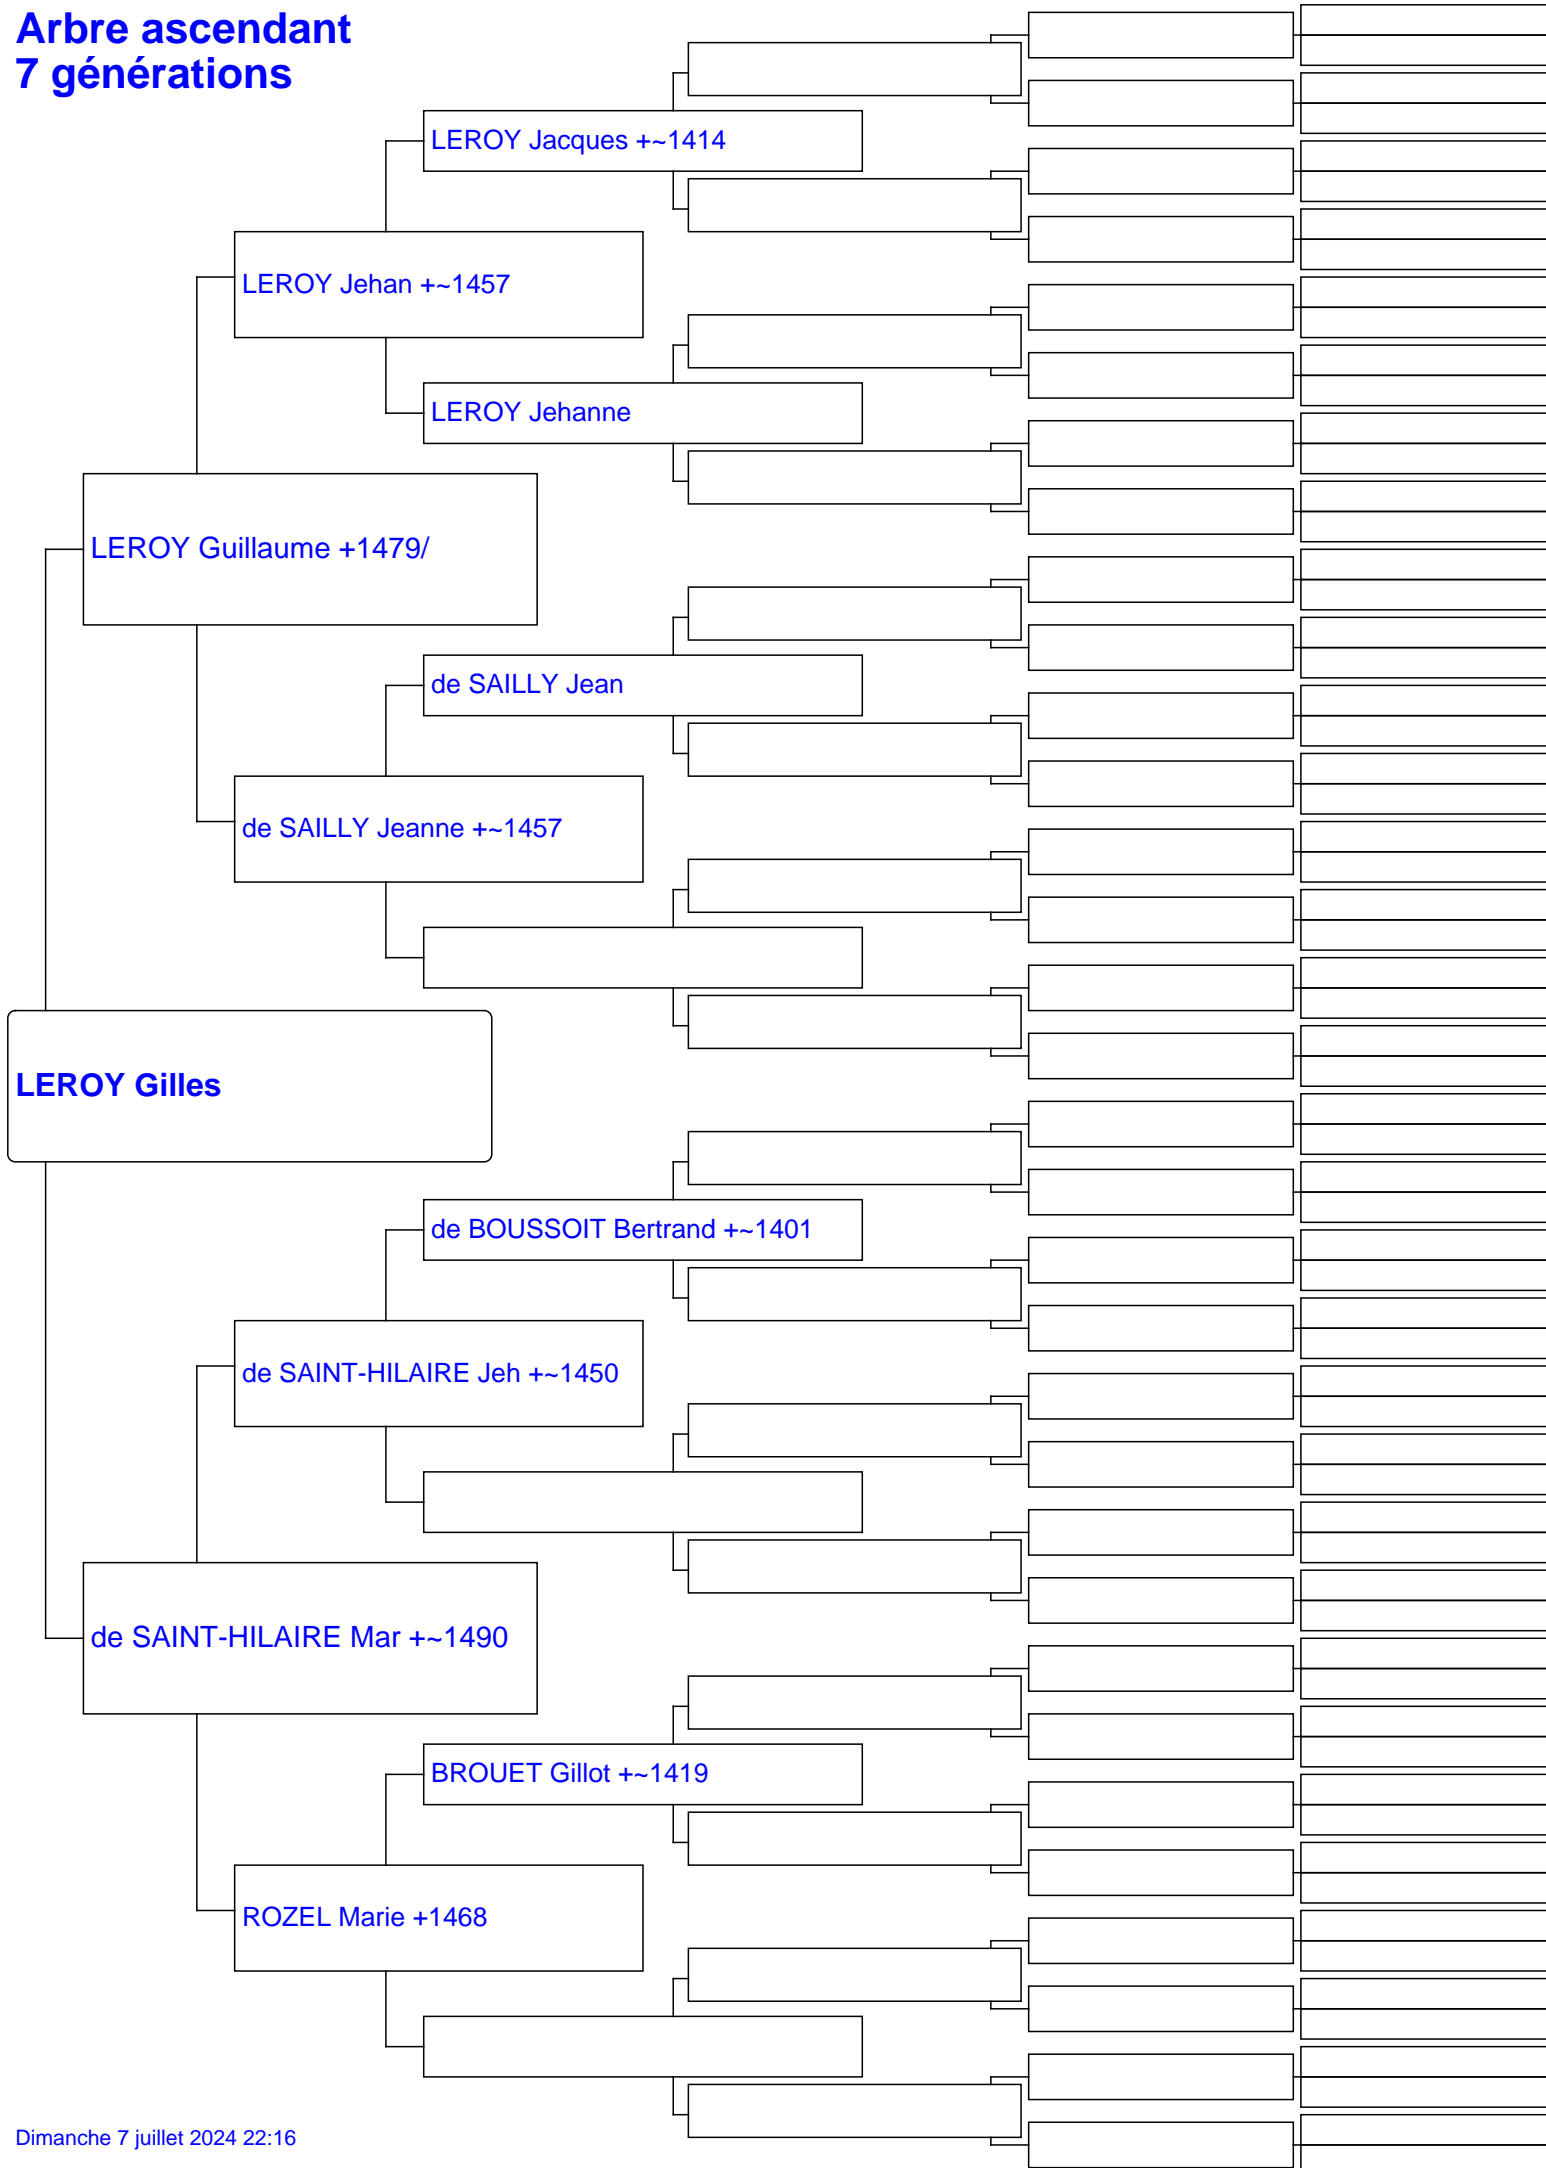 Arbre ascendant
7 générations
LEROY Jacques +~1414
LEROY Jehan +~1457
LEROY Jehanne
LEROY Guillaume +1479/
de SAILLY Jean
de SAILLY Jeanne +~1457
LEROY Gilles
de BOUSSOIT Bertrand +~1401
de SAINT-HILAIRE Jeh +~1450
de SAINT-HILAIRE Mar +~1490
BROUET Gillot +~1419
ROZEL Marie +1468
Dimanche 7 juillet 2024 22:16